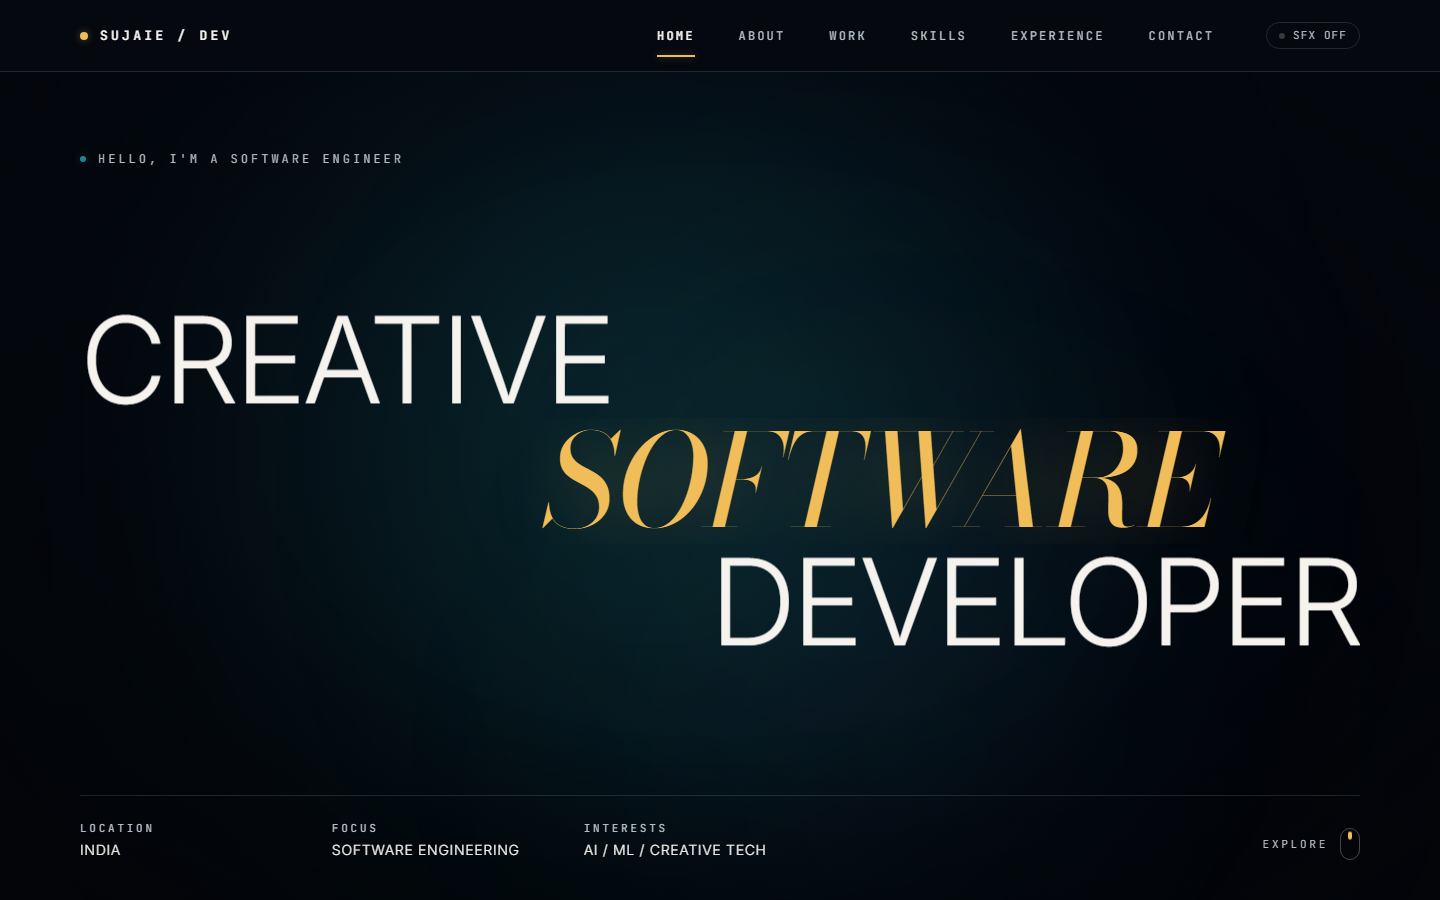 SUJAIE / DEV
HOME ABOUT WORK SKILLS EXPERIENCE CONTACT SFX OFF
HELLO, I'M A SOFTWARE ENGINEER
CREATIVE
SOFTWARE
DEVELOPER
LOCATION
INDIA
FOCUS
SOFTWARE ENGINEERING
INTERESTS
AI / ML / CREATIVE TECH
EXPLORE